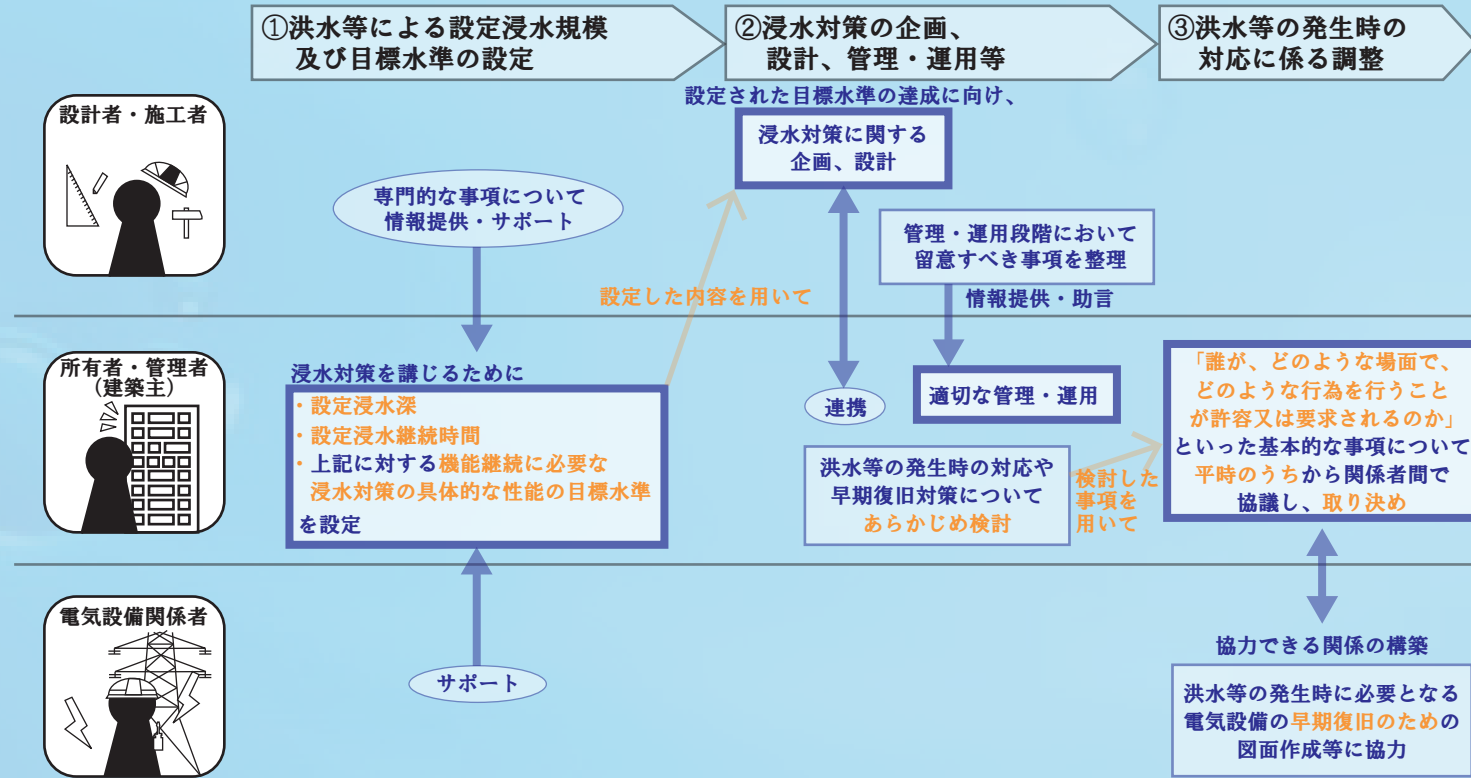 ①洪水等による設定浸水規模
及び目標水準の設定
②浸水対策の企画、
設計、管理・運用等
③洪水等の発生時の
対応に係る調整
設計者・施工者
専門的な事項について
情報提供・サポート
設定された目標水準の達成に向け、
浸水対策に関する
企画、設計
管理・運用段階において
留意すべき事項を整理
情報提供・助言
設定した内容を用いて
所有者・管理者
(建築主)
浸水対策を講じるために
・設定浸水深
・設定浸水継続時間
・上記に対する機能継続に必要な
浸水対策の具体的な性能の目標水準
を設定
連携
適切な管理・運用
洪水等の発生時の対応や
早期復旧対策について
あらかじめ検討
検討した
事項を
用いて
「誰が、どのような場面で、
どのような行為を行うこと
が許容又は要求されるのか」
といった基本的な事項について
平時のうちから関係者間で
協議し、取り決め
電気設備関係者
サポート
協力できる関係の構築
洪水等の発生時に必要となる
電気設備の早期復旧のための
図面作成等に協力